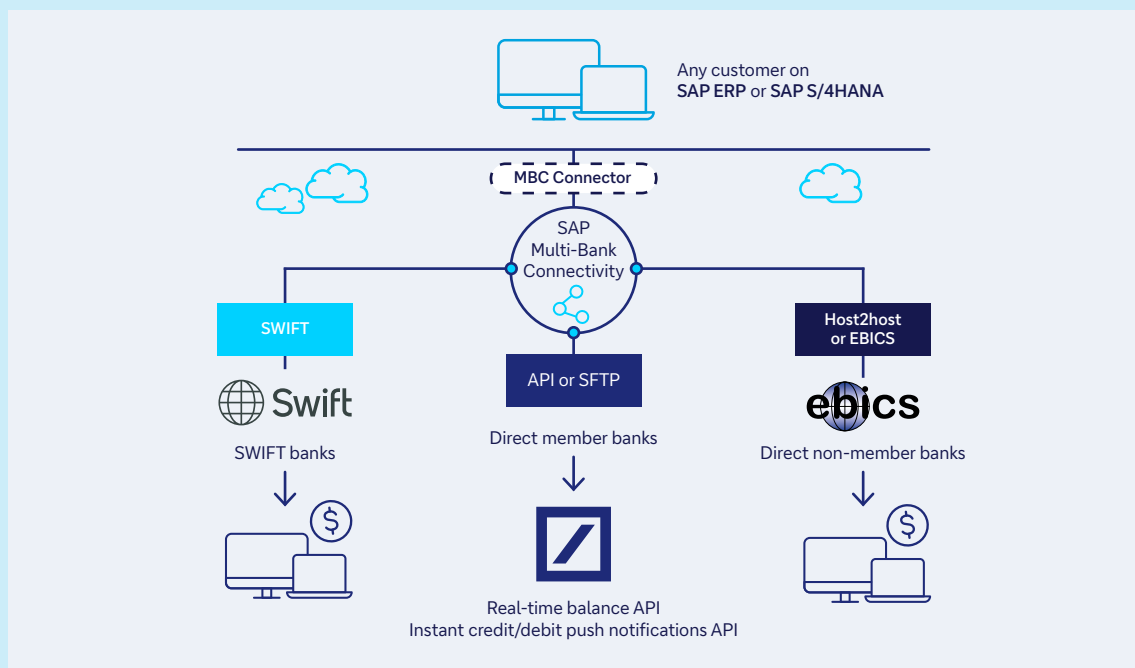 Any customer on
SAP ERP or SAP S/4HANA
MBC Connector
SAP
Multi-Bank
Connectivity
SWIFT
API or SFTP
Host2host
or EBICS
Swift
ebics
SWIFT banks
Direct member banks
Direct non-member banks
$
$
Real-time balance API
Instant credit/debit push notifications API